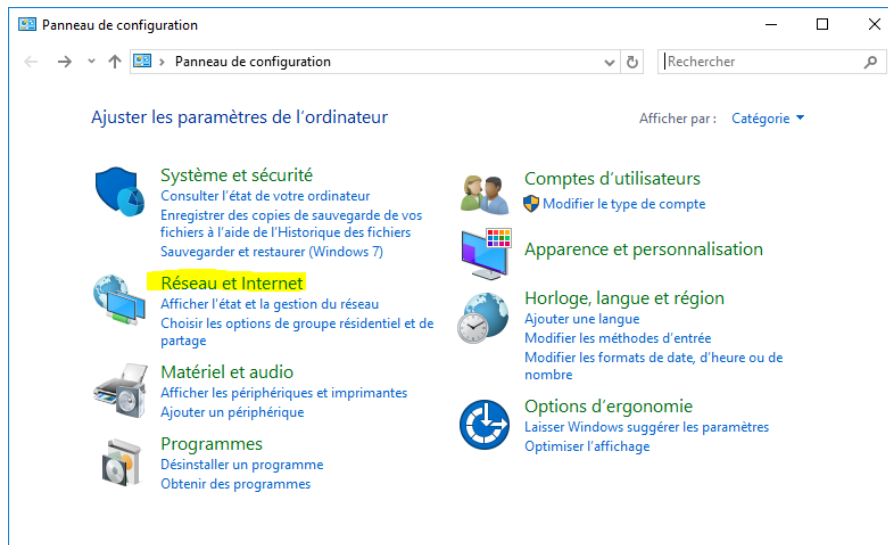 Panneau de configuration
Panneau de configuration
Rechercher
Ajuster les paramètres de l'ordinateur
Afficher par : Catégorie
Système et sécurité
Consulter l'état de votre ordinateur
Enregistrer des copies de sauvegarde de vos
fichiers à l'aide de l'Historique des fichiers
Sauvegarder et restaurer (Windows 7)
Réseau et Internet
Afficher l'état et la gestion du réseau
Choisir les options de groupe résidentiel et de
partage
Matériel et audio
Afficher les périphériques et imprimantes
Ajouter un périphérique
Programmes
Désinstaller un programme
Obtenir des programmes
Comptes d'utilisateurs
Modifier le type de compte
Apparence et personnalisation
Horloge, langue et région
Ajouter une langue
Modifier les méthodes d'entrée
Modifier les formats de date, d'heure ou de
nombre
Options d'ergonomie
Laisser Windows suggérer les paramètres
Optimiser l'affichage